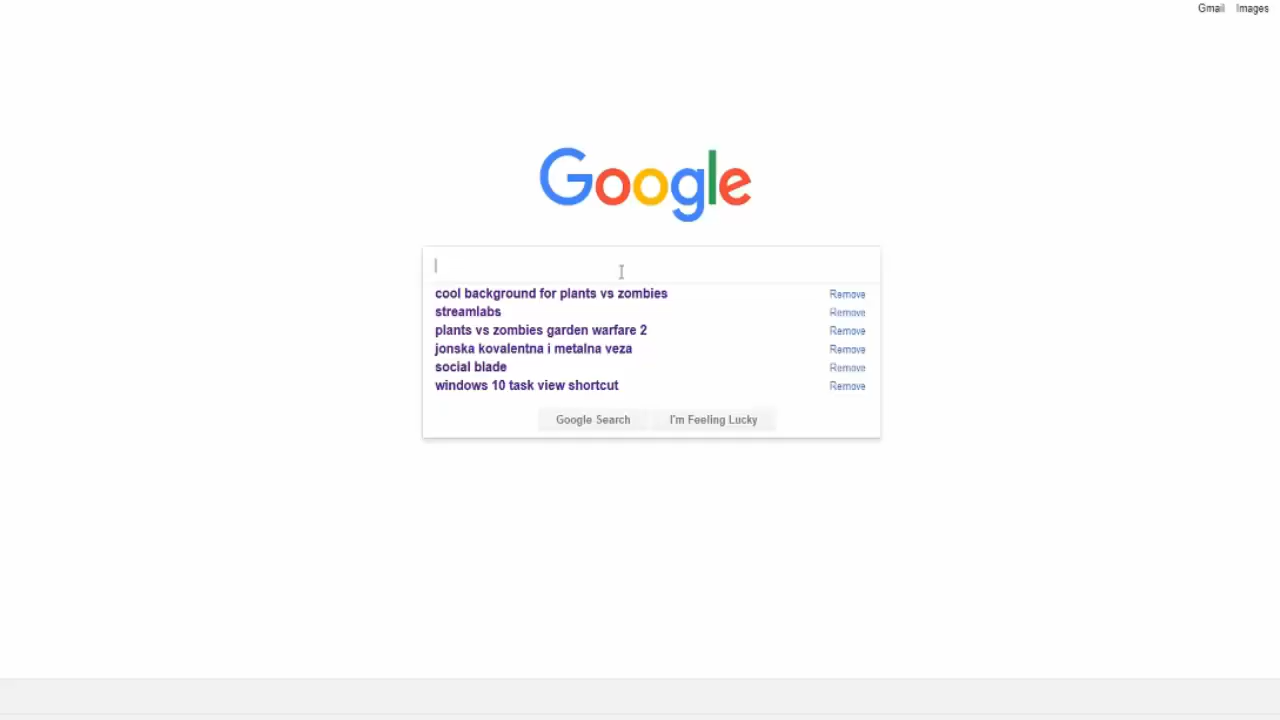 Gmail Images
Google
cool background for plants vs zombies Remove
streamlabs Remove
plants vs zombies garden warfare 2 Remove
jonska kovalentna i metalna veza Remove
social blade Remove
windows 10 task view shortcut Remove
Google Search I'm Feeling Lucky